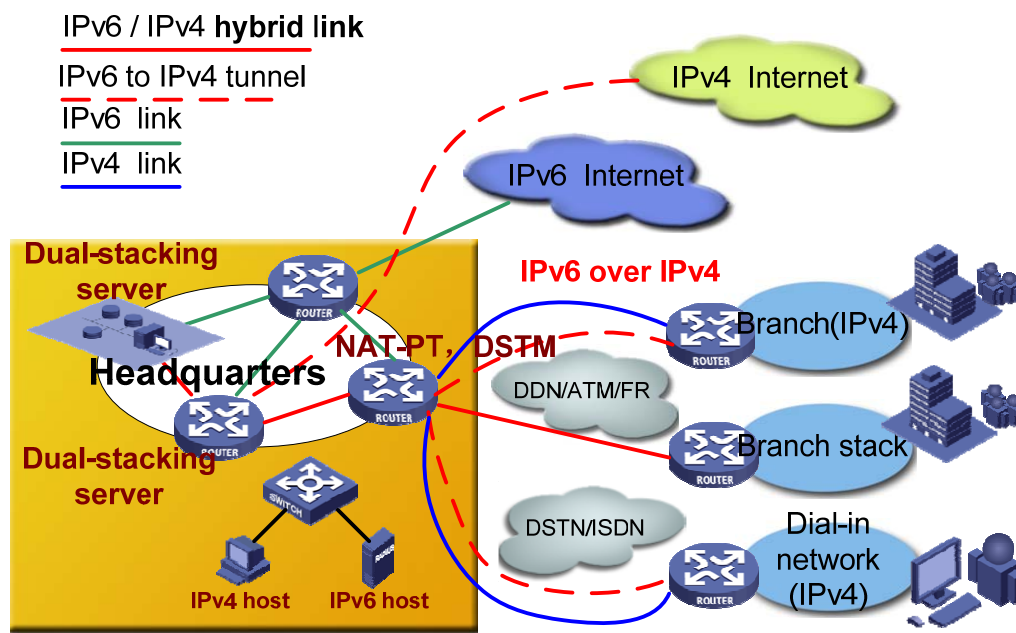 IPv6 / IPv4 hybrid link
IPv6 to IPv4 tunnel
IPv6 link
IPv4 link
IPv4 Internet
IPv6 Internet
Dual-stacking
server
ROUTER
IPv6 over IPv4
NAT-PT，DSTM
Headquarters
ROUTER
ROUTER
ROUTER
Branch(IPv4)
DDN/ATM/FR
ROUTER
Branch stack
Dual-stacking
server
SWITCH
IPv4 host
IPv6 host
DSTN/ISDN
ROUTER
Dial-in
network
(IPv4)